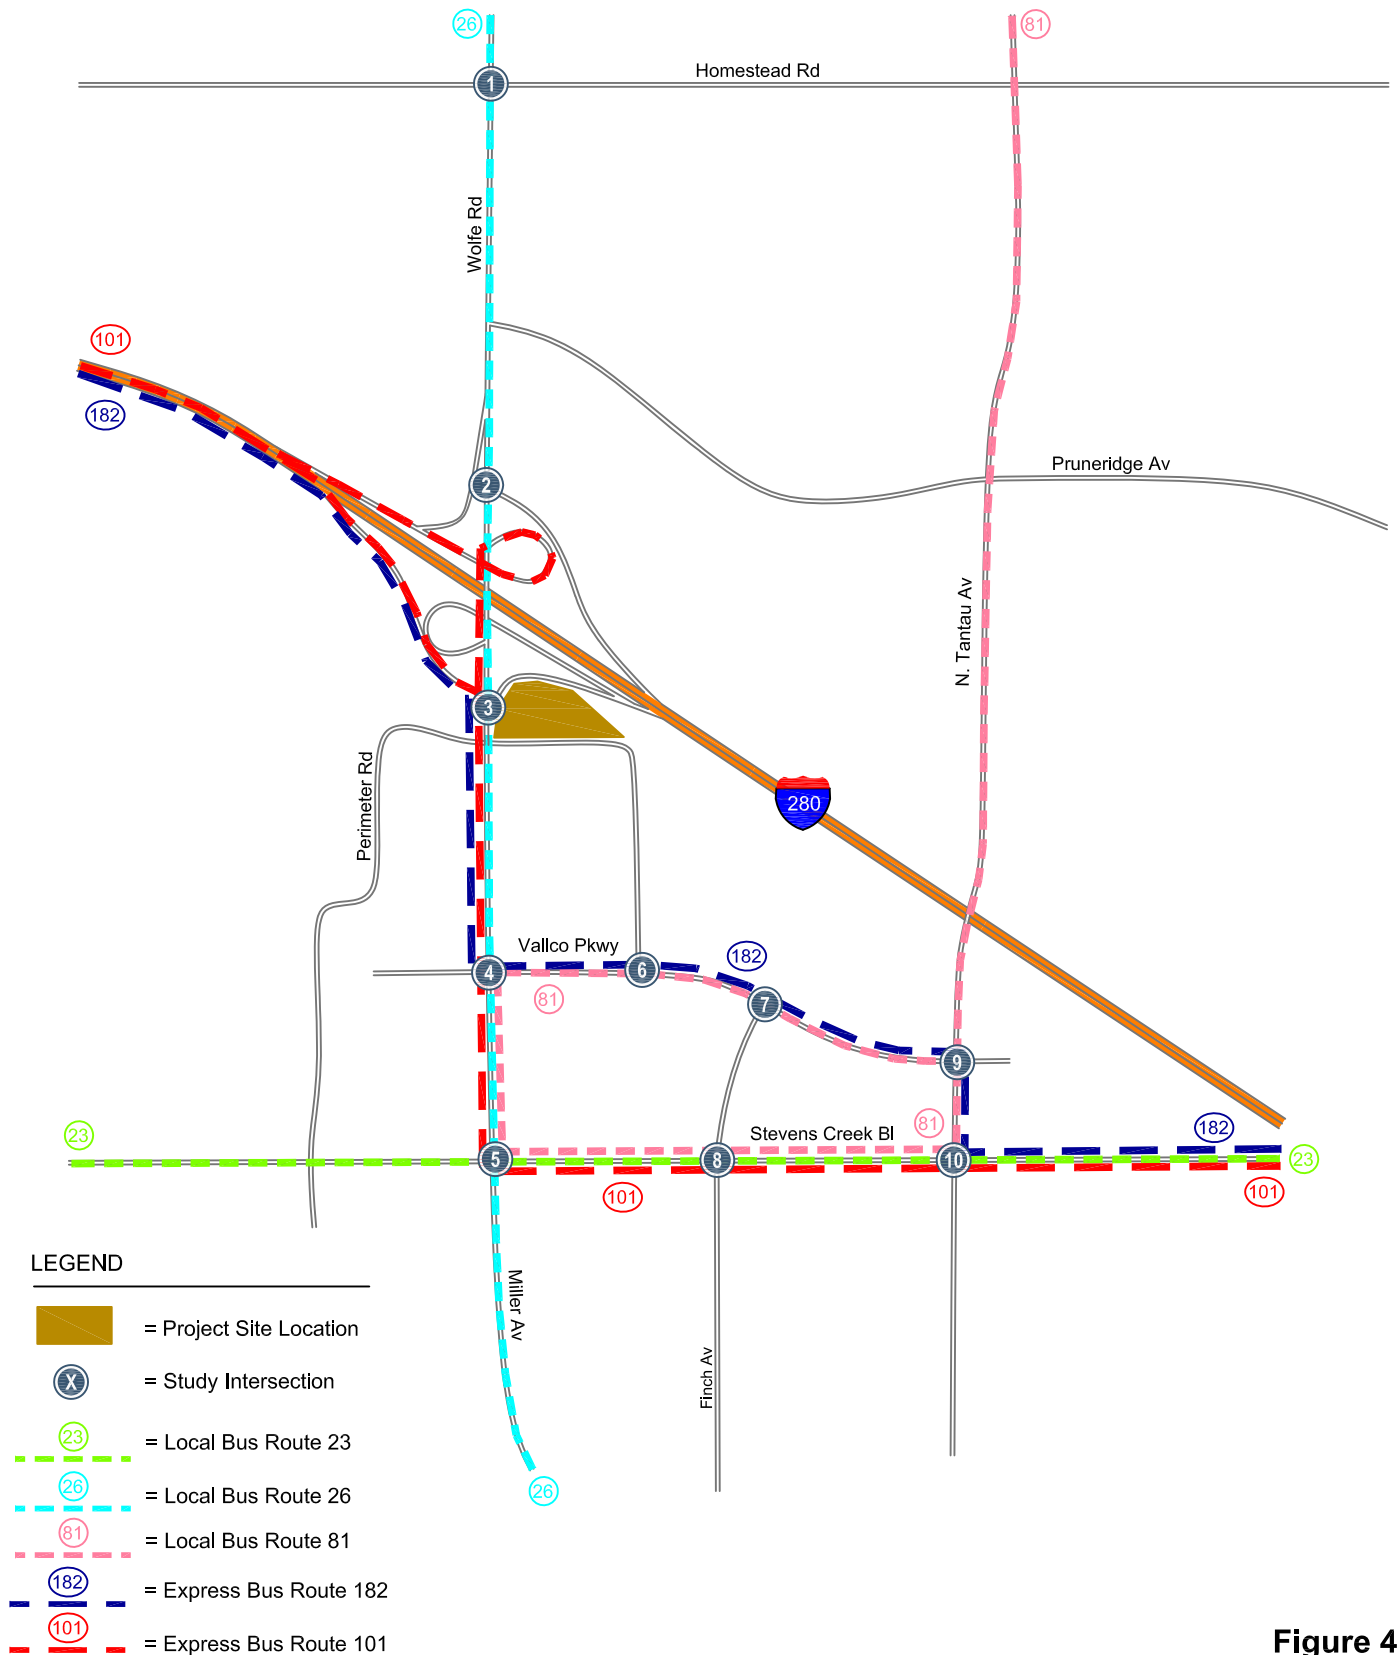 26
81
1
Homestead Rd
Wolfe Rd
101
182
2
Pruneridge Av
N. Tantau Av
3
Perimeter Rd
280
Vallco Pkwy
182
4
6
81
7
9
23
81
Stevens Creek Bl
182
5
8
10
23
101
101
Miller Av
Finch Av
26
LEGEND
= Project Site Location
X = Study Intersection
23 = Local Bus Route 23
26 = Local Bus Route 26
81 = Local Bus Route 81
182 = Express Bus Route 182
101 = Express Bus Route 101
Figure 4